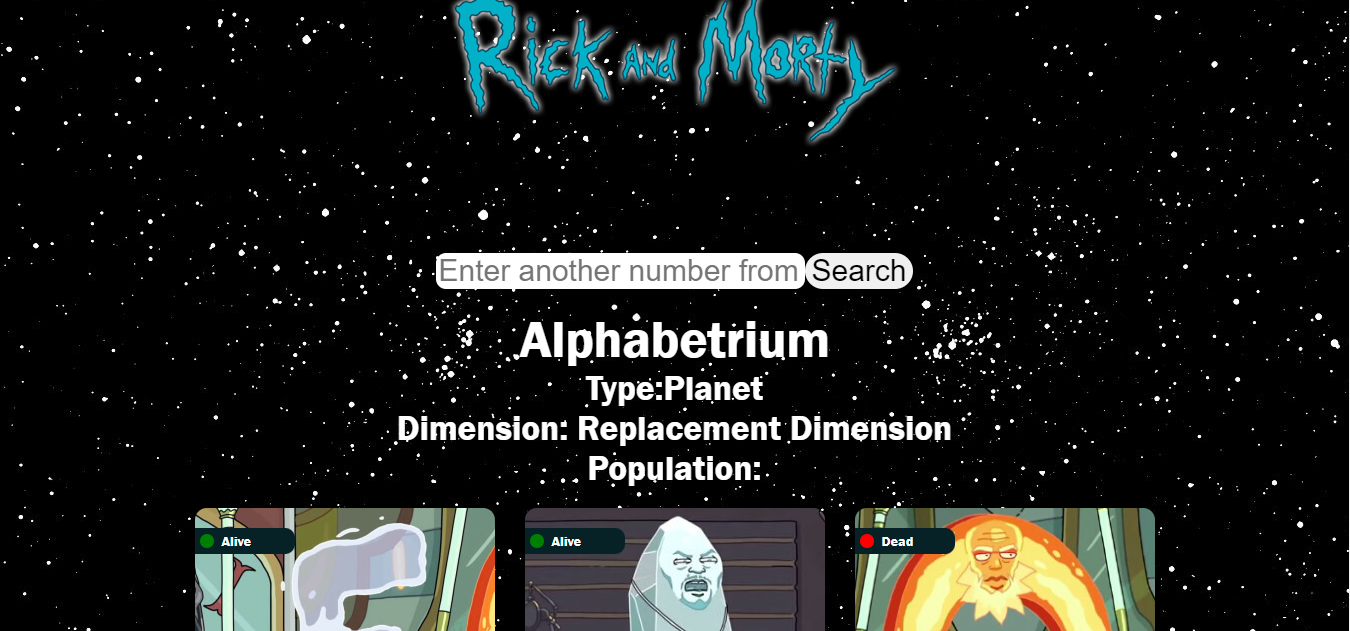 Rick and Morty
Enter another number from Search
Alphabetrium
Type:Planet
Dimension: Replacement Dimension
Population:
Alive Alive Dead